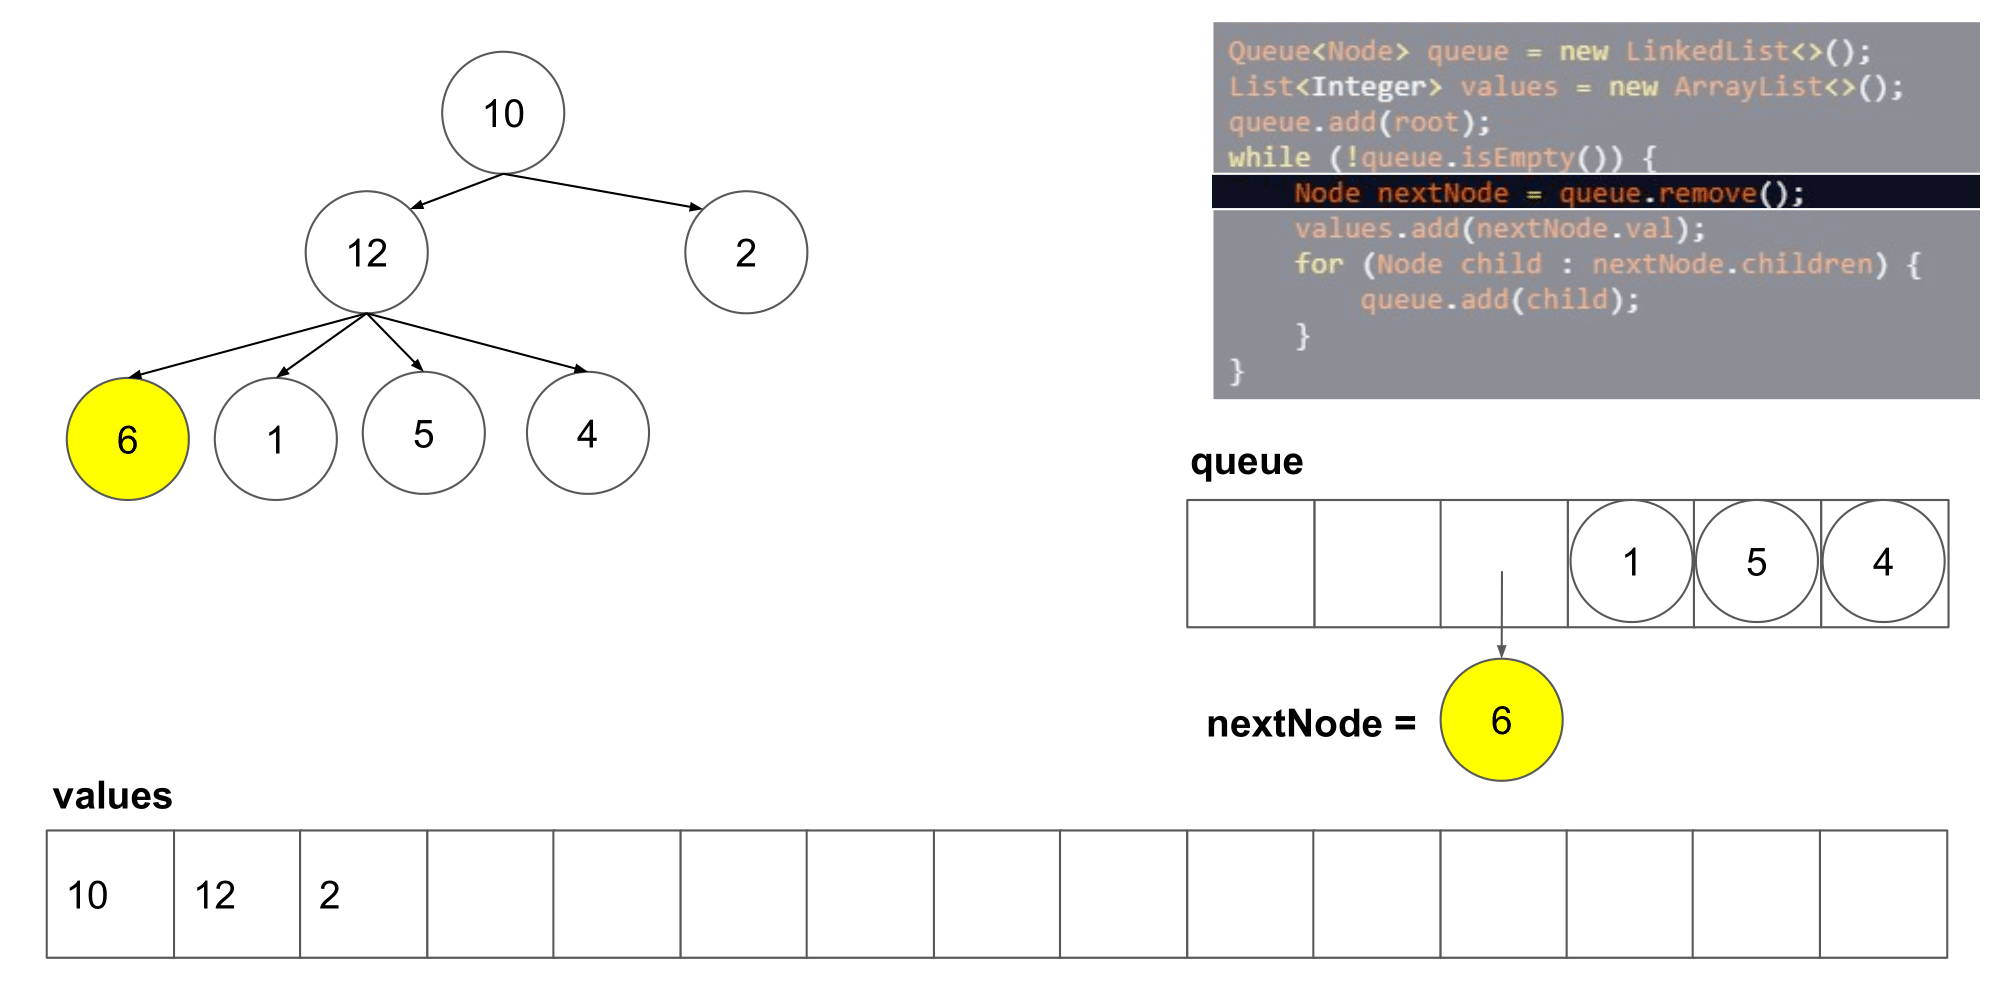 10
12
2
6
1
5
4
Queue<Node> queue = new LinkedList<>();
List<Integer> values = new ArrayList<>();
queue.add(root);
while (!queue.isEmpty()) {
    Node nextNode = queue.remove();
    values.add(nextNode.val);
    for (Node child : nextNode.children) {
        queue.add(child);
    }
}
queue
1 5 4
nextNode = 6
values
10 12 2